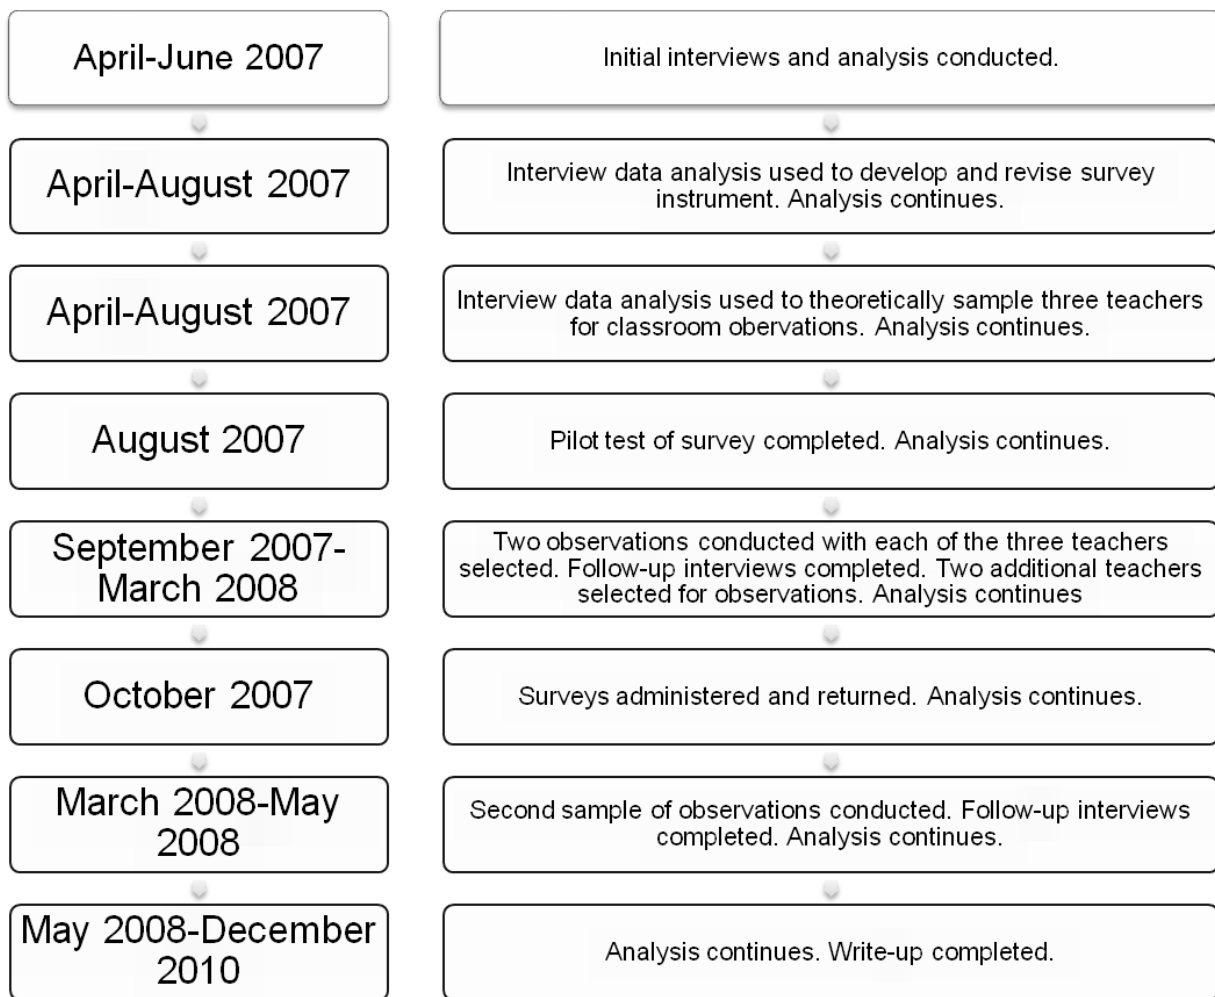 April-June 2007
Initial interviews and analysis conducted.
April-August 2007
Interview data analysis used to develop and revise survey
instrument. Analysis continues.
April-August 2007
Interview data analysis used to theoretically sample three teachers
for classroom obervations. Analysis continues.
August 2007
Pilot test of survey completed. Analysis continues.
September 2007-
March 2008
Two observations conducted with each of the three teachers
selected. Follow-up interviews completed. Two additional teachers
selected for observations. Analysis continues
October 2007
Surveys administered and returned. Analysis continues.
March 2008-May
2008
Second sample of observations conducted. Follow-up interviews
completed. Analysis continues.
May 2008-December
2010
Analysis continues. Write-up completed.